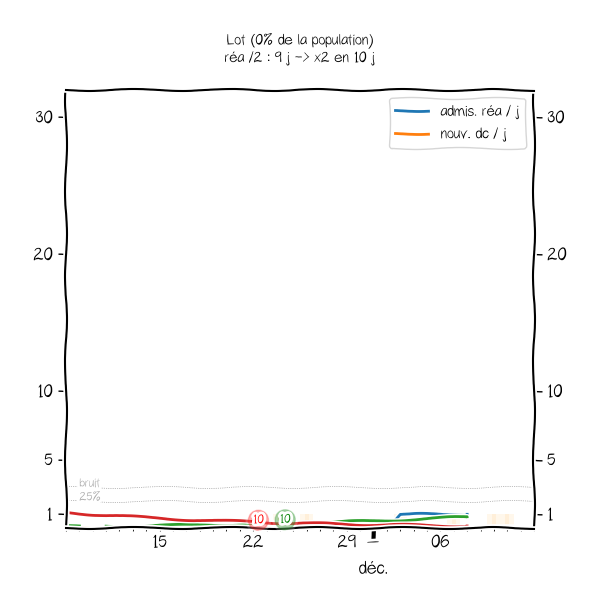 Lot (0% de la population)
réa /2 : 9 j -> x2 en 10 j
admis. réa / j
nouv. dc / j
30
30
20
20
10
10
5
5
bruit
25%
1
10
10
1
15
22
29
06
déc.